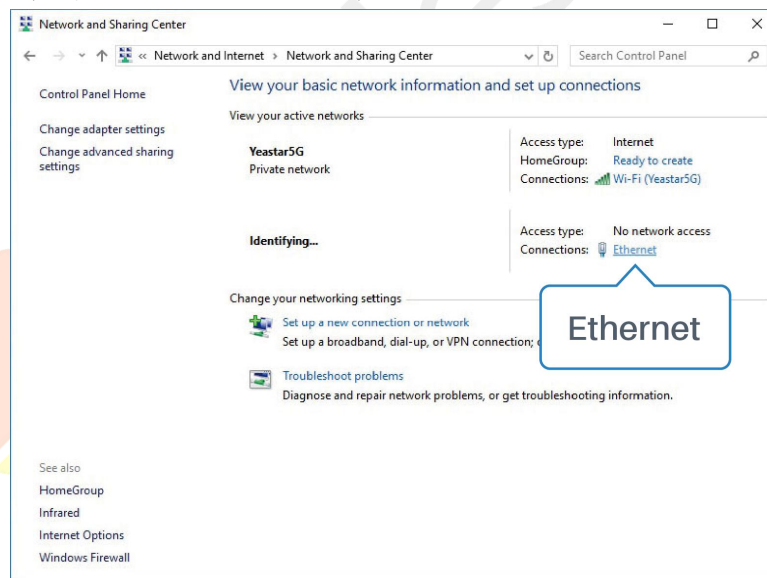 Network and Sharing Center
« Network and Internet › Network and Sharing Center
Search Control Panel
Control Panel Home
Change adapter settings
Change advanced sharing
settings
See also
HomeGroup
Infrared
Internet Options
Windows Firewall
View your basic network information and set up connections
View your active networks
Yeastar5G
Private network
Access type: Internet
HomeGroup: Ready to create
Connections: Wi-Fi (Yeastar5G)
Identifying...
Access type: No network access
Connections: Ethernet
Ethernet
Change your networking settings
Set up a new connection or network
Set up a broadband, dial-up, or VPN connection;
Troubleshoot problems
Diagnose and repair network problems, or get troubleshooting information.